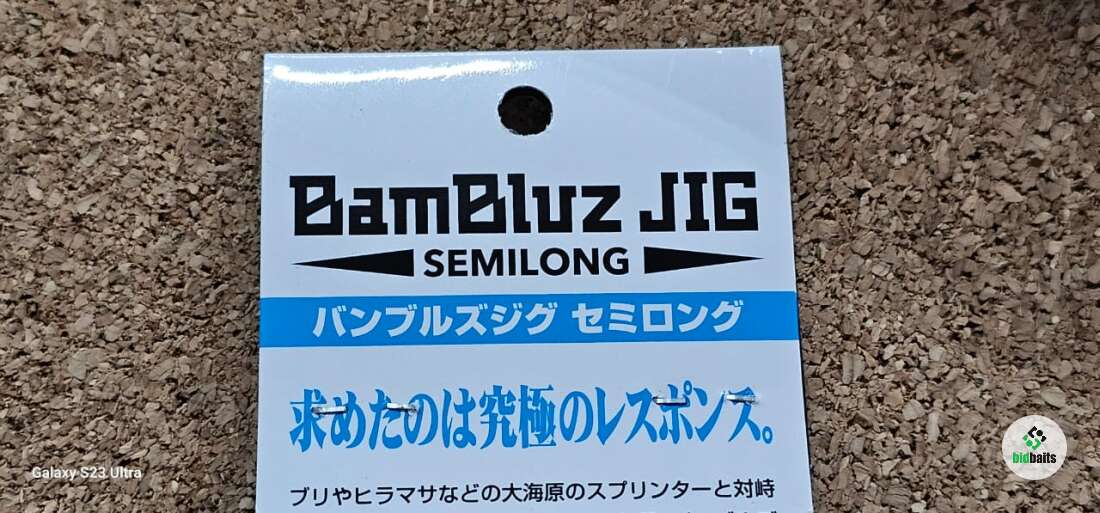 BamBluz JIG
SEMILONG
バンブルズジグ セミロング
求めたのは究極のレスポンス。
ブリやヒラマサなどの大海原のスプリンターと対峙
Galaxy S23 Ultra
bidbaits